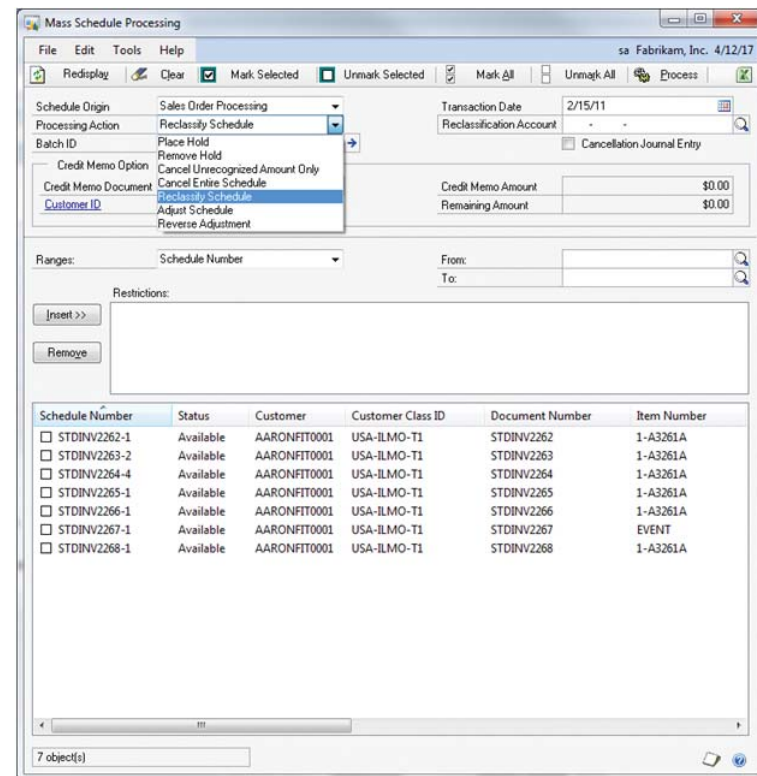 Mass Schedule Processing
File Edit Tools Help sa Fabrikam, Inc. 4/12/17
Redisplay Clear Mark Selected Unmark Selected Mark All Unmark All Process
Schedule Origin Sales Order Processing Transaction Date 2/15/11
Processing Action Reclassify Schedule Reclassification Account - -
Batch ID Place Hold Cancellation Journal Entry
Remove Hold
Credit Memo Option Cancel Unrecognized Amount Only
Credit Memo Document Cancel Entire Schedule Credit Memo Amount $0.00
Customer ID Reclassify Schedule Remaining Amount $0.00
Adjust Schedule
Reverse Adjustment
Ranges: Schedule Number From:
To:
Restrictions:
Insert >>
Remove
Schedule Number Status Customer Customer Class ID Document Number Item Number
STDINV2262-1 Available AARONFIT0001 USA-ILMO-T1 STDINV2262 1-A3261A
STDINV2263-2 Available AARONFIT0001 USA-ILMO-T1 STDINV2263 1-A3261A
STDINV2264-4 Available AARONFIT0001 USA-ILMO-T1 STDINV2264 1-A3261A
STDINV2265-1 Available AARONFIT0001 USA-ILMO-T1 STDINV2265 1-A3261A
STDINV2266-1 Available AARONFIT0001 USA-ILMO-T1 STDINV2266 1-A3261A
STDINV2267-1 Available AARONFIT0001 USA-ILMO-T1 STDINV2267 EVENT
STDINV2268-1 Available AARONFIT0001 USA-ILMO-T1 STDINV2268 1-A3261A
7 object(s)